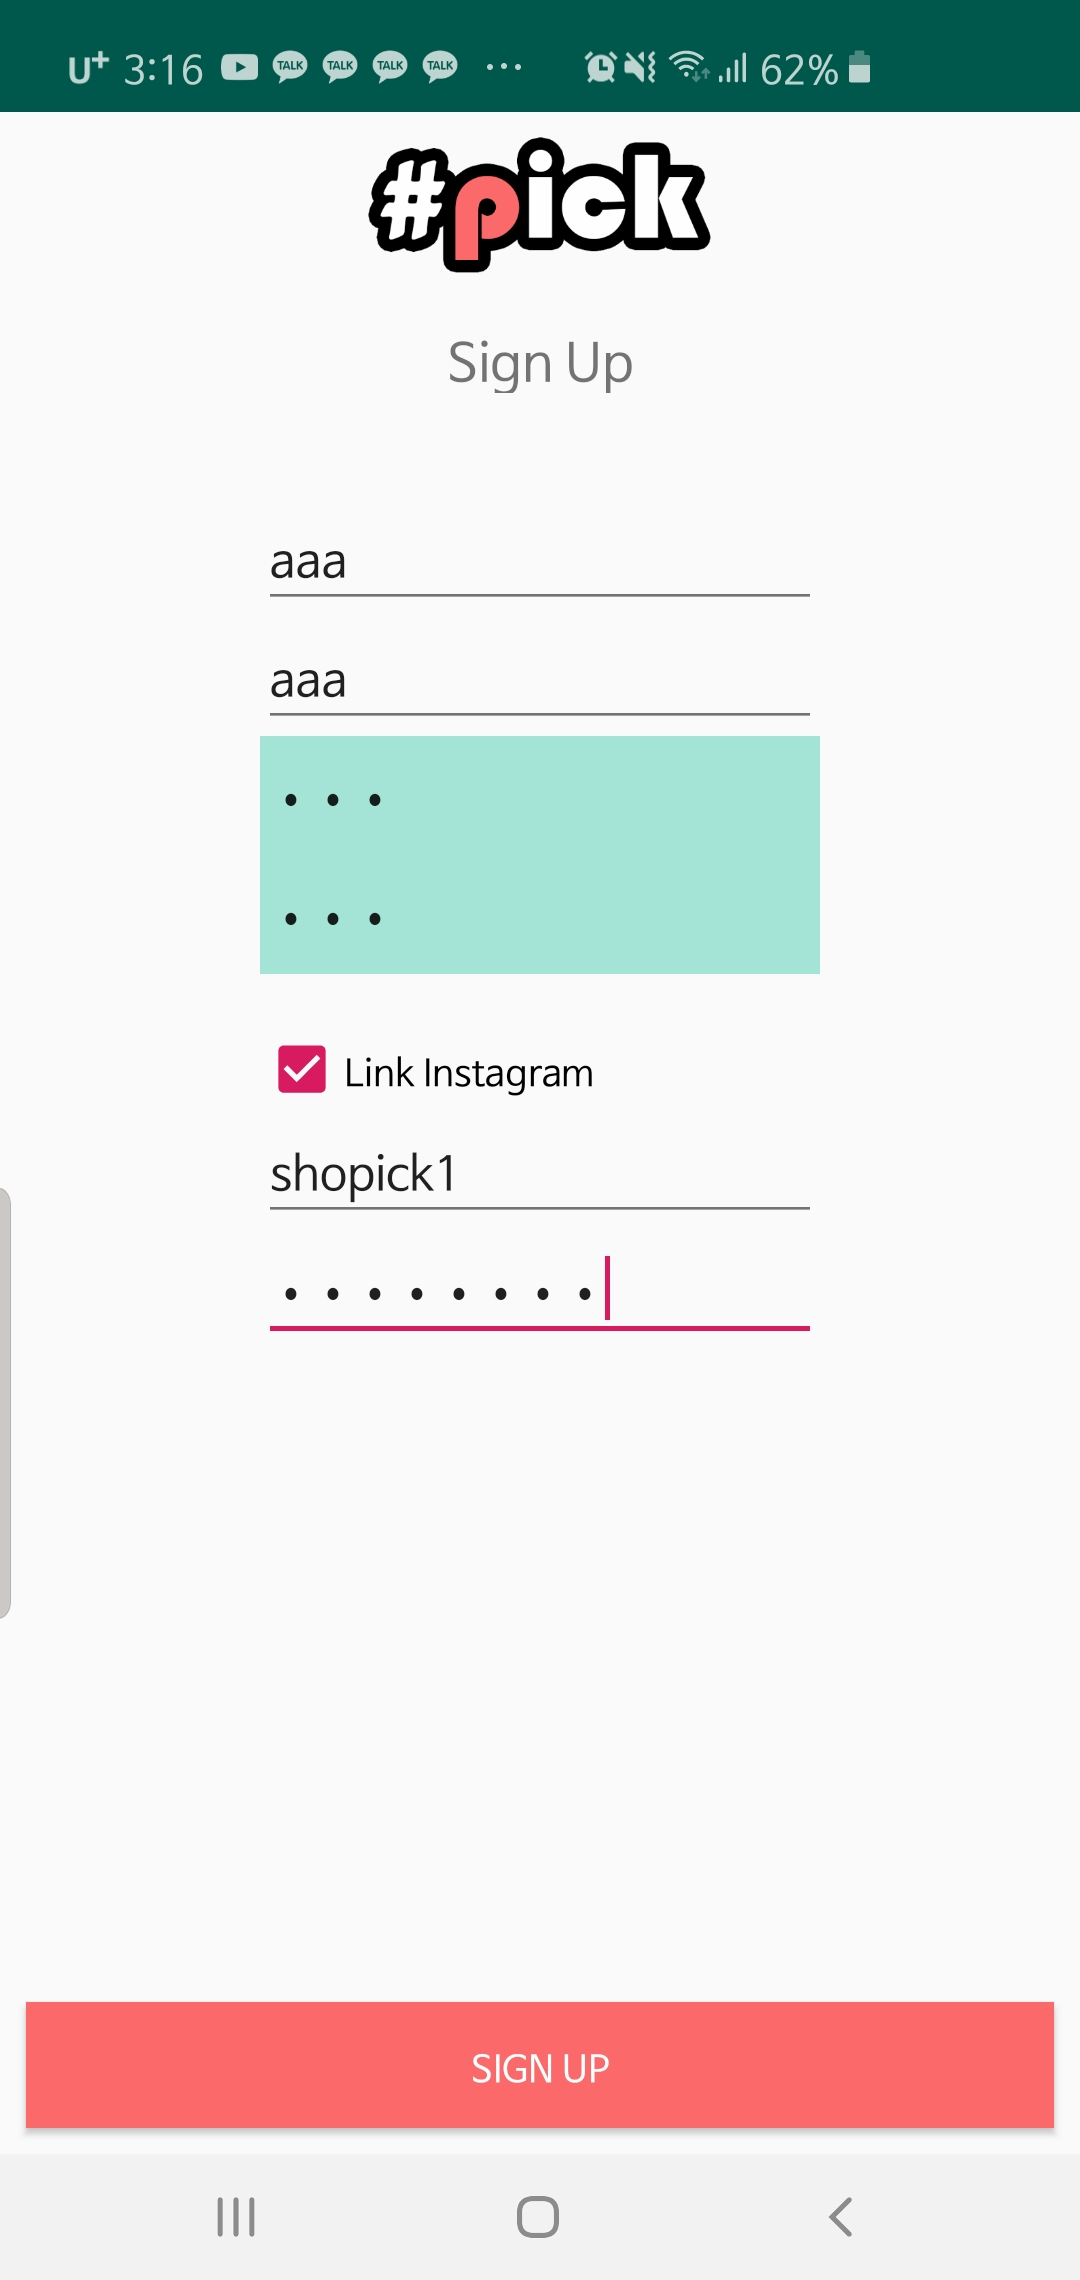 U+ 3:16 TALK TALK TALK TALK ... 62%
#pick
Sign Up
aaa
aaa
•••
•••
Link Instagram
shopick1
••••••••
SIGN UP